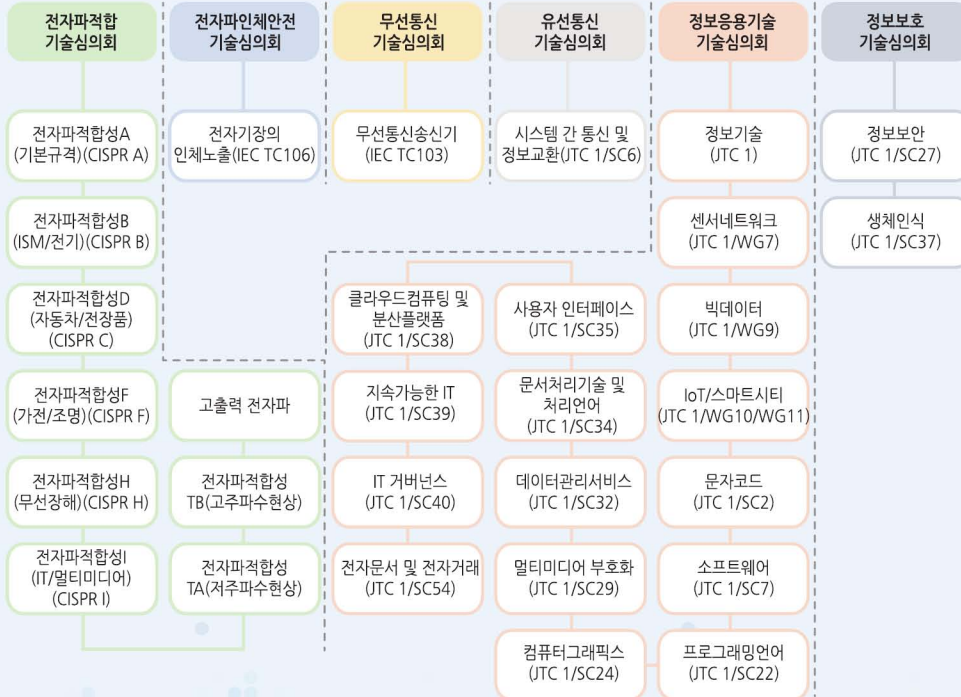 전자파적합
기술심의회
전자파인체안전
기술심의회
무선통신
기술심의회
유선통신
기술심의회
정보응용기술
기술심의회
정보보호
기술심의회
전자파적합성A
(기본규격)(CISPR A)
전자기장의
인체노출(IEC TC106)
무선통신송신기
(IEC TC103)
시스템 간 통신 및
정보교환(JTC 1/SC6)
정보기술
(JTC 1)
정보보안
(JTC 1/SC27)
전자파적합성B
(ISM/전기)(CISPR B)
센서네트워크
(JTC 1/WG7)
생체인식
(JTC 1/SC37)
전자파적합성D
(자동차/전장품)
(CISPR C)
클라우드컴퓨팅 및
분산플랫폼
(JTC 1/SC38)
사용자 인터페이스
(JTC 1/SC35)
빅데이터
(JTC 1/WG9)
전자파적합성F
(가전/조명)(CISPR F)
고출력 전자파
지속가능한 IT
(JTC 1/SC39)
문서처리기술 및
처리언어
(JTC 1/SC34)
IoT/스마트시티
(JTC 1/WG10/WG11)
전자파적합성H
(무선장해)(CISPR H)
전자파적합성
TB(고주파수현상)
IT 거버넌스
(JTC 1/SC40)
데이터관리서비스
(JTC 1/SC32)
문자코드
(JTC 1/SC2)
전자파적합성I
(IT/멀티미디어)
(CISPR I)
전자파적합성
TA(저주파수현상)
전자문서 및 전자거래
(JTC 1/SC54)
멀티미디어 부호화
(JTC 1/SC29)
소프트웨어
(JTC 1/SC7)
컴퓨터그래픽스
(JTC 1/SC24)
프로그래밍언어
(JTC 1/SC22)